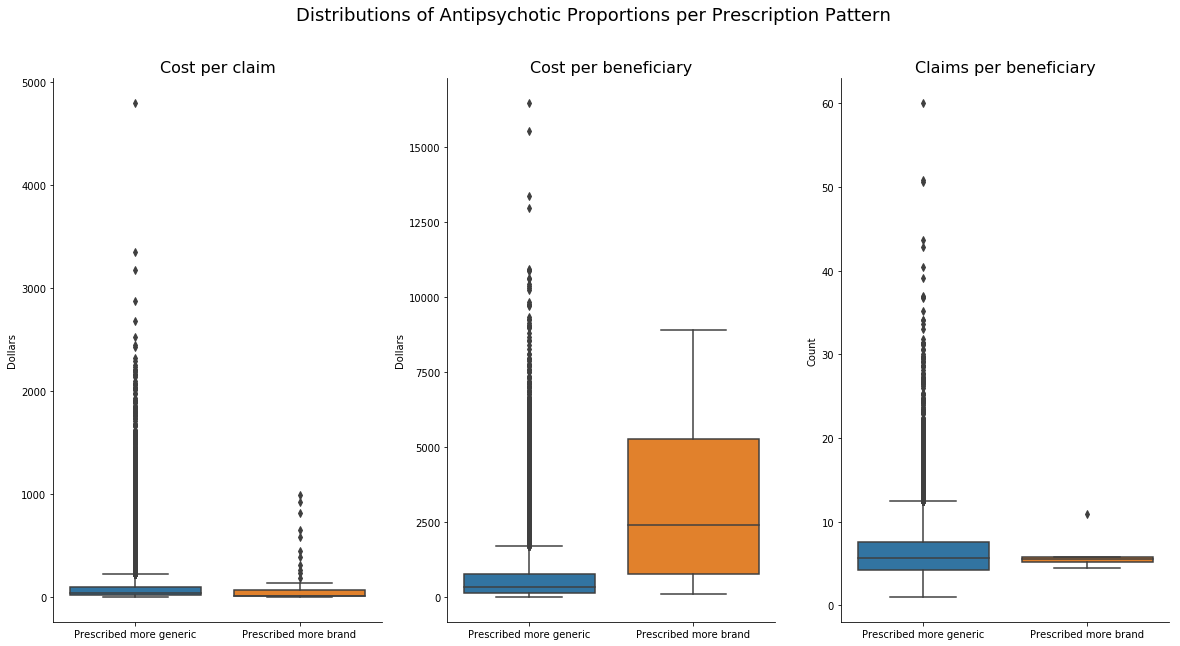 Distributions of Antipsychotic Proportions per Prescription Pattern
Cost per claim
5000
4000
3000
2000
1000
0
Dollars
Prescribed more generic
Prescribed more brand
Cost per beneficiary
15000
12500
10000
7500
5000
2500
0
Dollars
Prescribed more generic
Prescribed more brand
Claims per beneficiary
60
50
40
30
20
10
0
Count
Prescribed more generic
Prescribed more brand